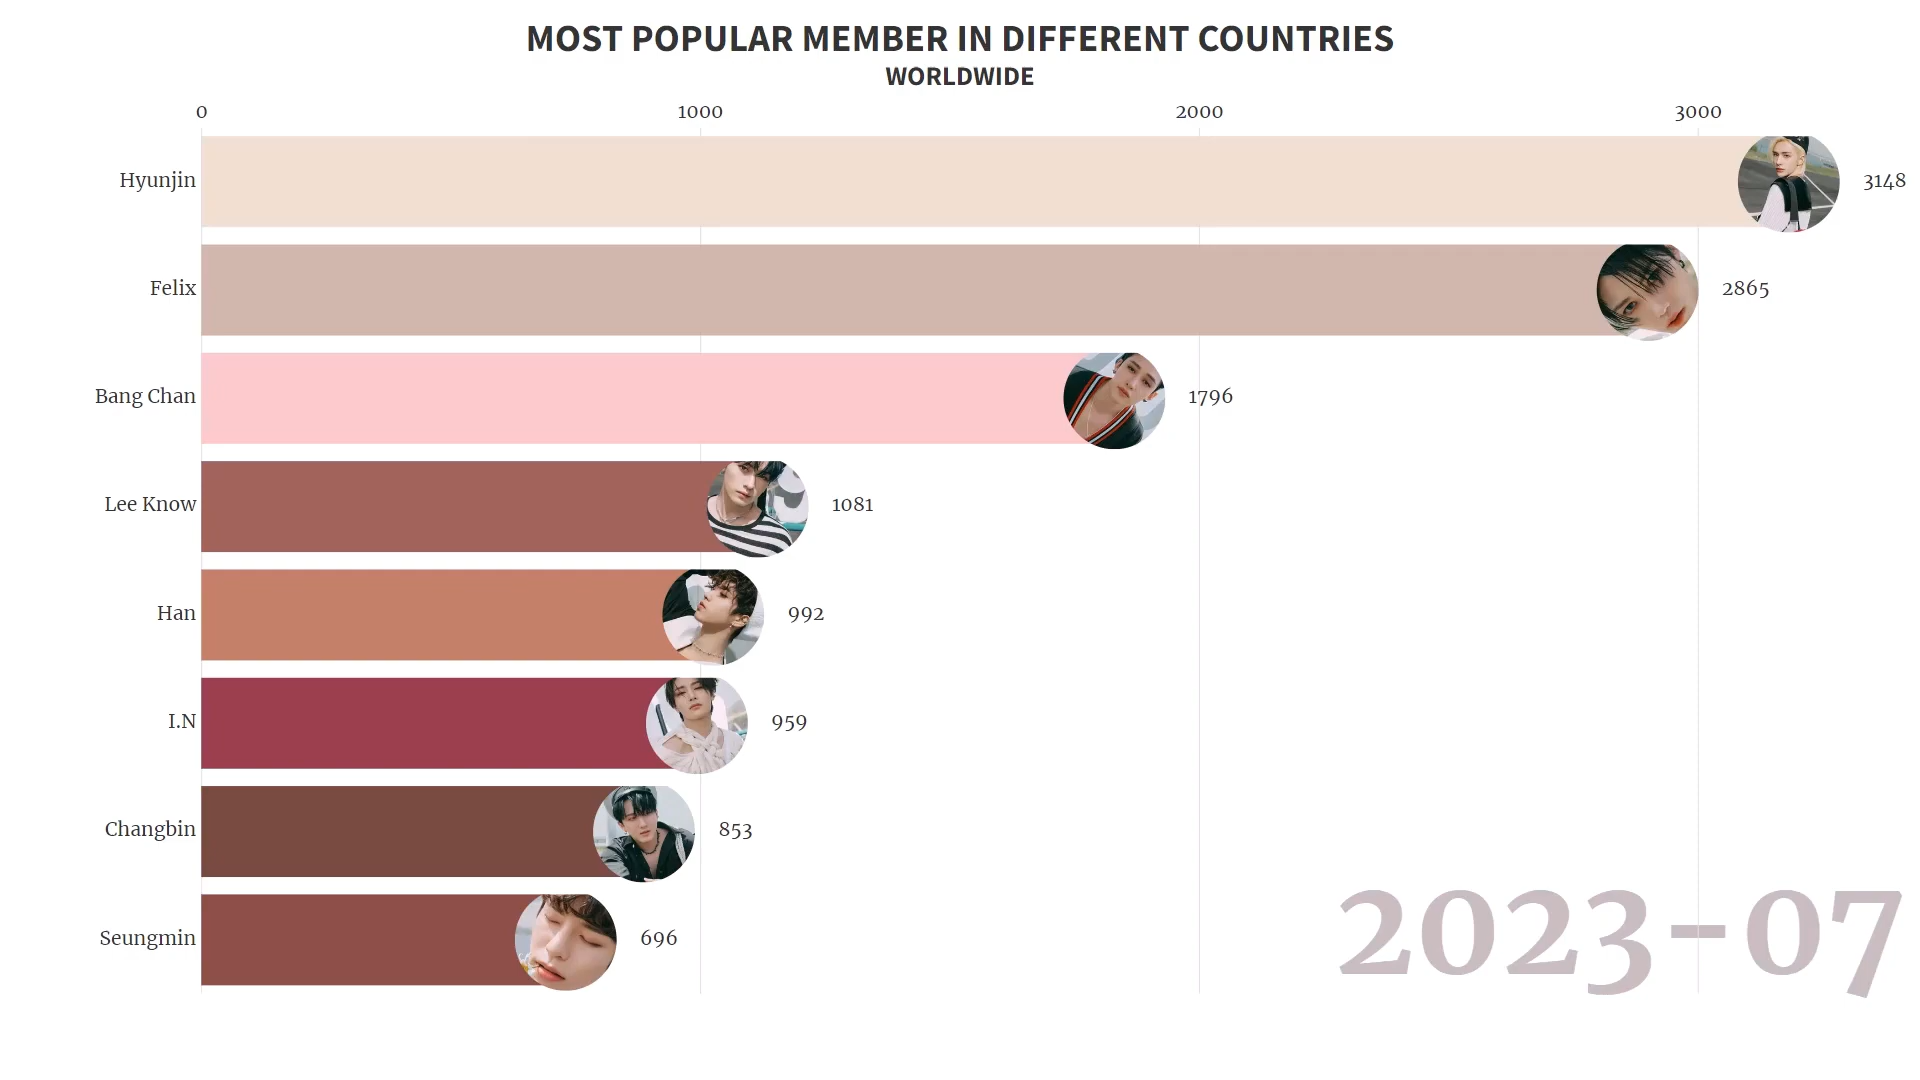 MOST POPULAR MEMBER IN DIFFERENT COUNTRIES
WORLDWIDE
0 1000 2000 3000
Hyunjin 3148
Felix 2865
Bang Chan 1796
Lee Know 1081
Han 992
I.N 959
Changbin 853
Seungmin 696
2023-07